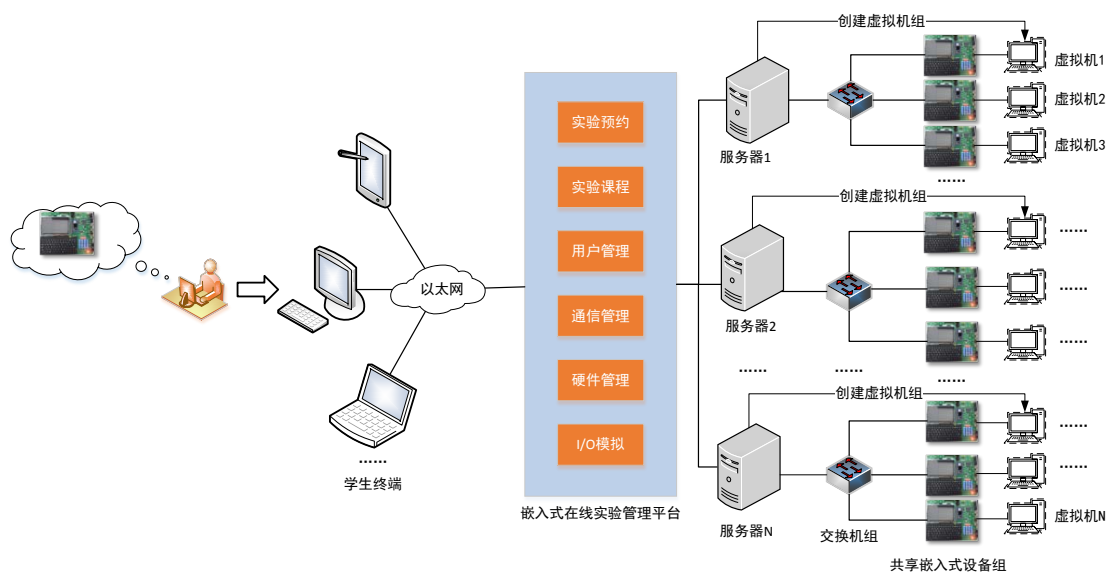 创建虚拟机组
虚拟机1
虚拟机2
虚拟机3
服务器1
......
实验预约
实验课程
用户管理
通信管理
硬件管理
I/O模拟
嵌入式在线实验管理平台
以太网
......
学生终端
创建虚拟机组
......
......
......
服务器2
......
......
......
创建虚拟机组
......
......
虚拟机N
服务器N
交换机组
共享嵌入式设备组